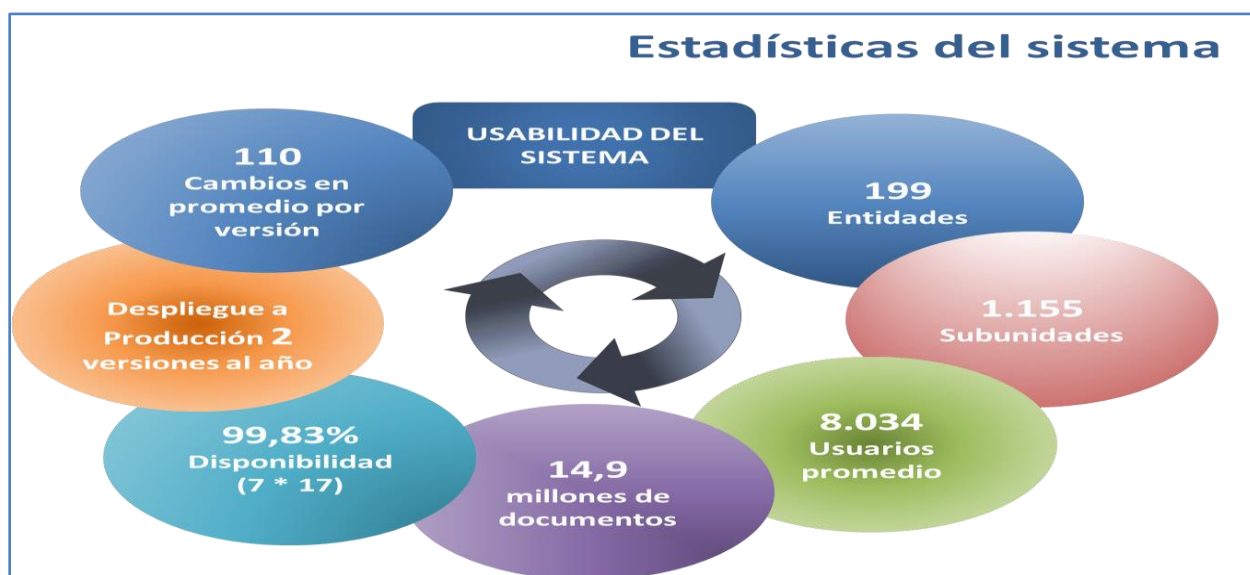 Estadísticas del sistema
USABILIDAD DEL
SISTEMA
110
Cambios en
promedio por
versión
199
Entidades
Despliegue a
Producción 2
versiones al año
1.155
Subunidades
99,83%
Disponibilidad
(7 * 17)
14,9
millones de
documentos
8.034
Usuarios
promedio